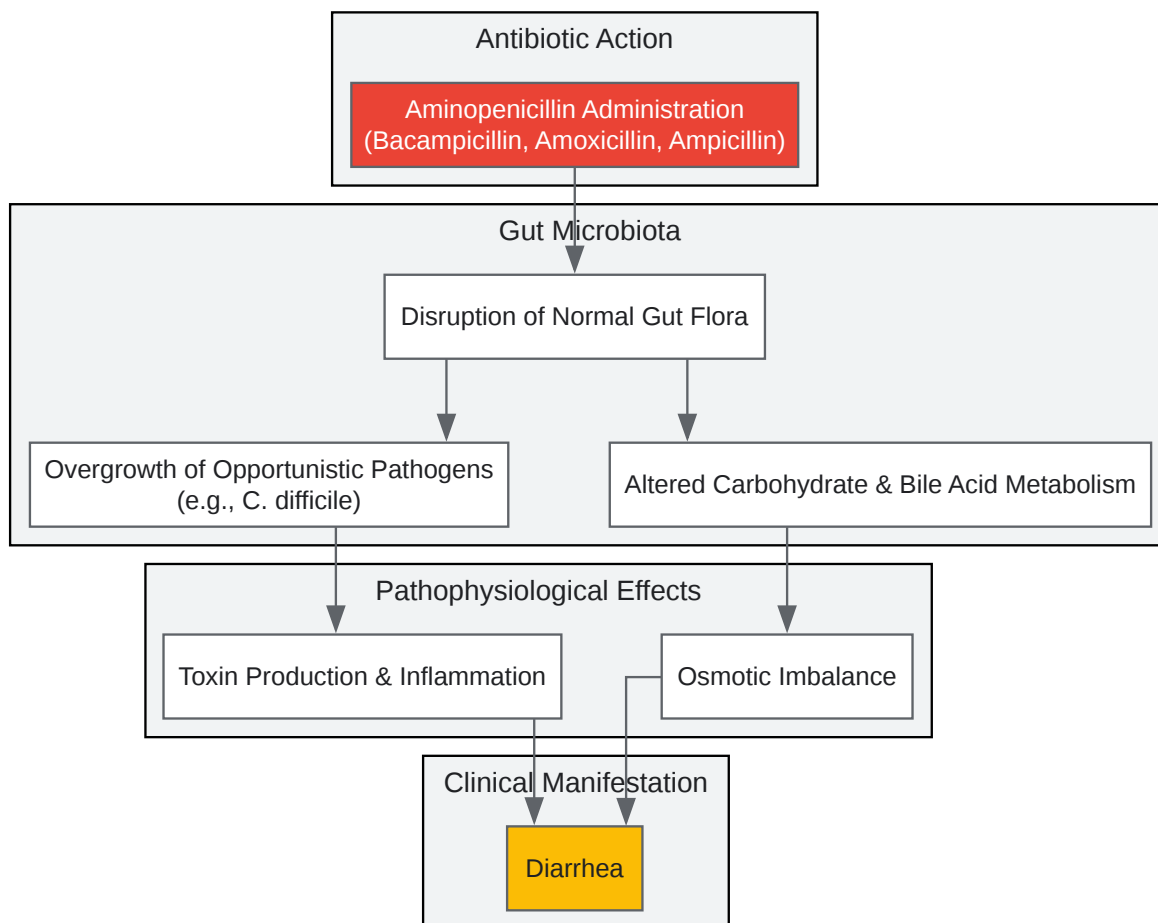 Antibiotic Action
Aminopenicillin Administration
(Bacampicillin, Amoxicillin, Ampicillin)
Gut Microbiota
Disruption of Normal Gut Flora
Overgrowth of Opportunistic Pathogens
(e.g., C. difficile)
Altered Carbohydrate & Bile Acid Metabolism
Pathophysiological Effects
Toxin Production & Inflammation
Osmotic Imbalance
Clinical Manifestation
Diarrhea